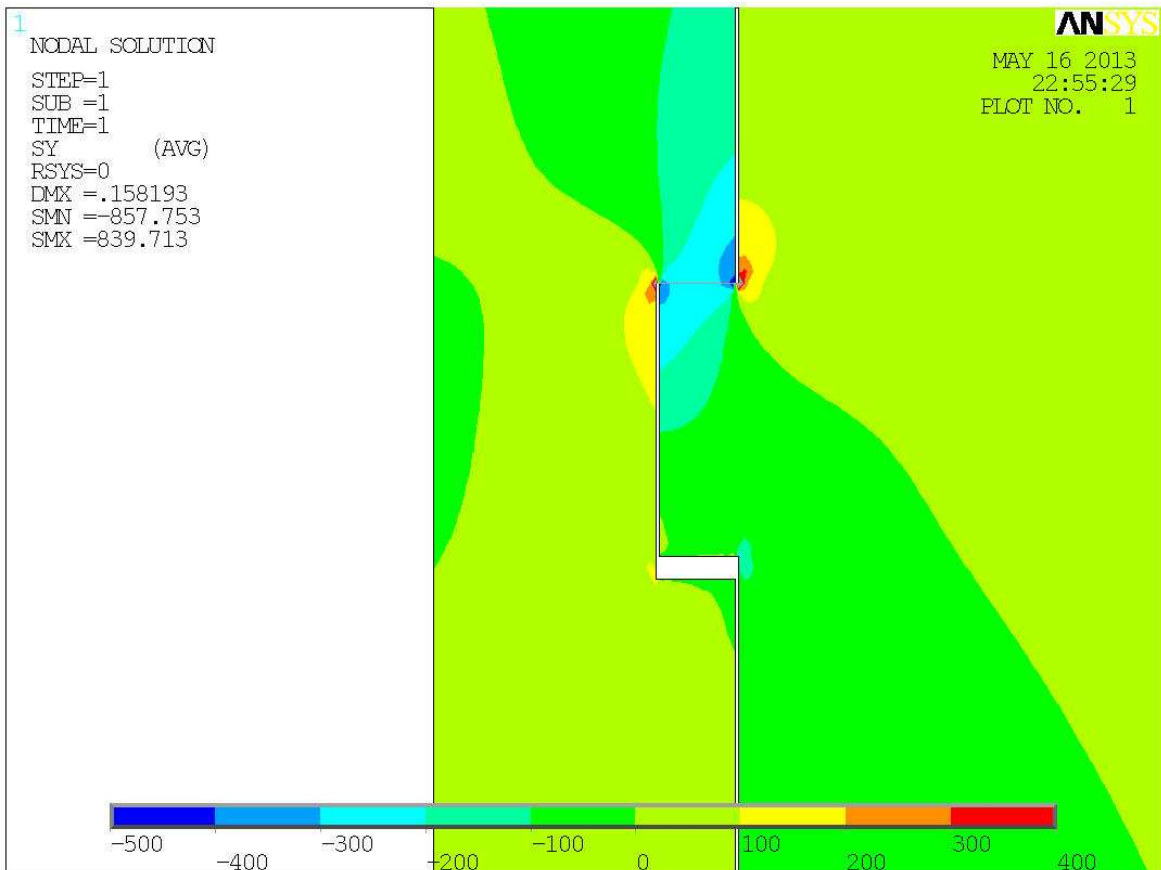 1
NODAL SOLUTION
STEP=1
SUB =1
TIME=1
SY (AVG)
RSYS=0
DMX =.158193
SMN =-857.753
SMX =839.713
ANSYS
MAY 16 2013
22:55:29
PLOT NO. 1
-500 -300 -100 100 300
-400 -200 0 200 400